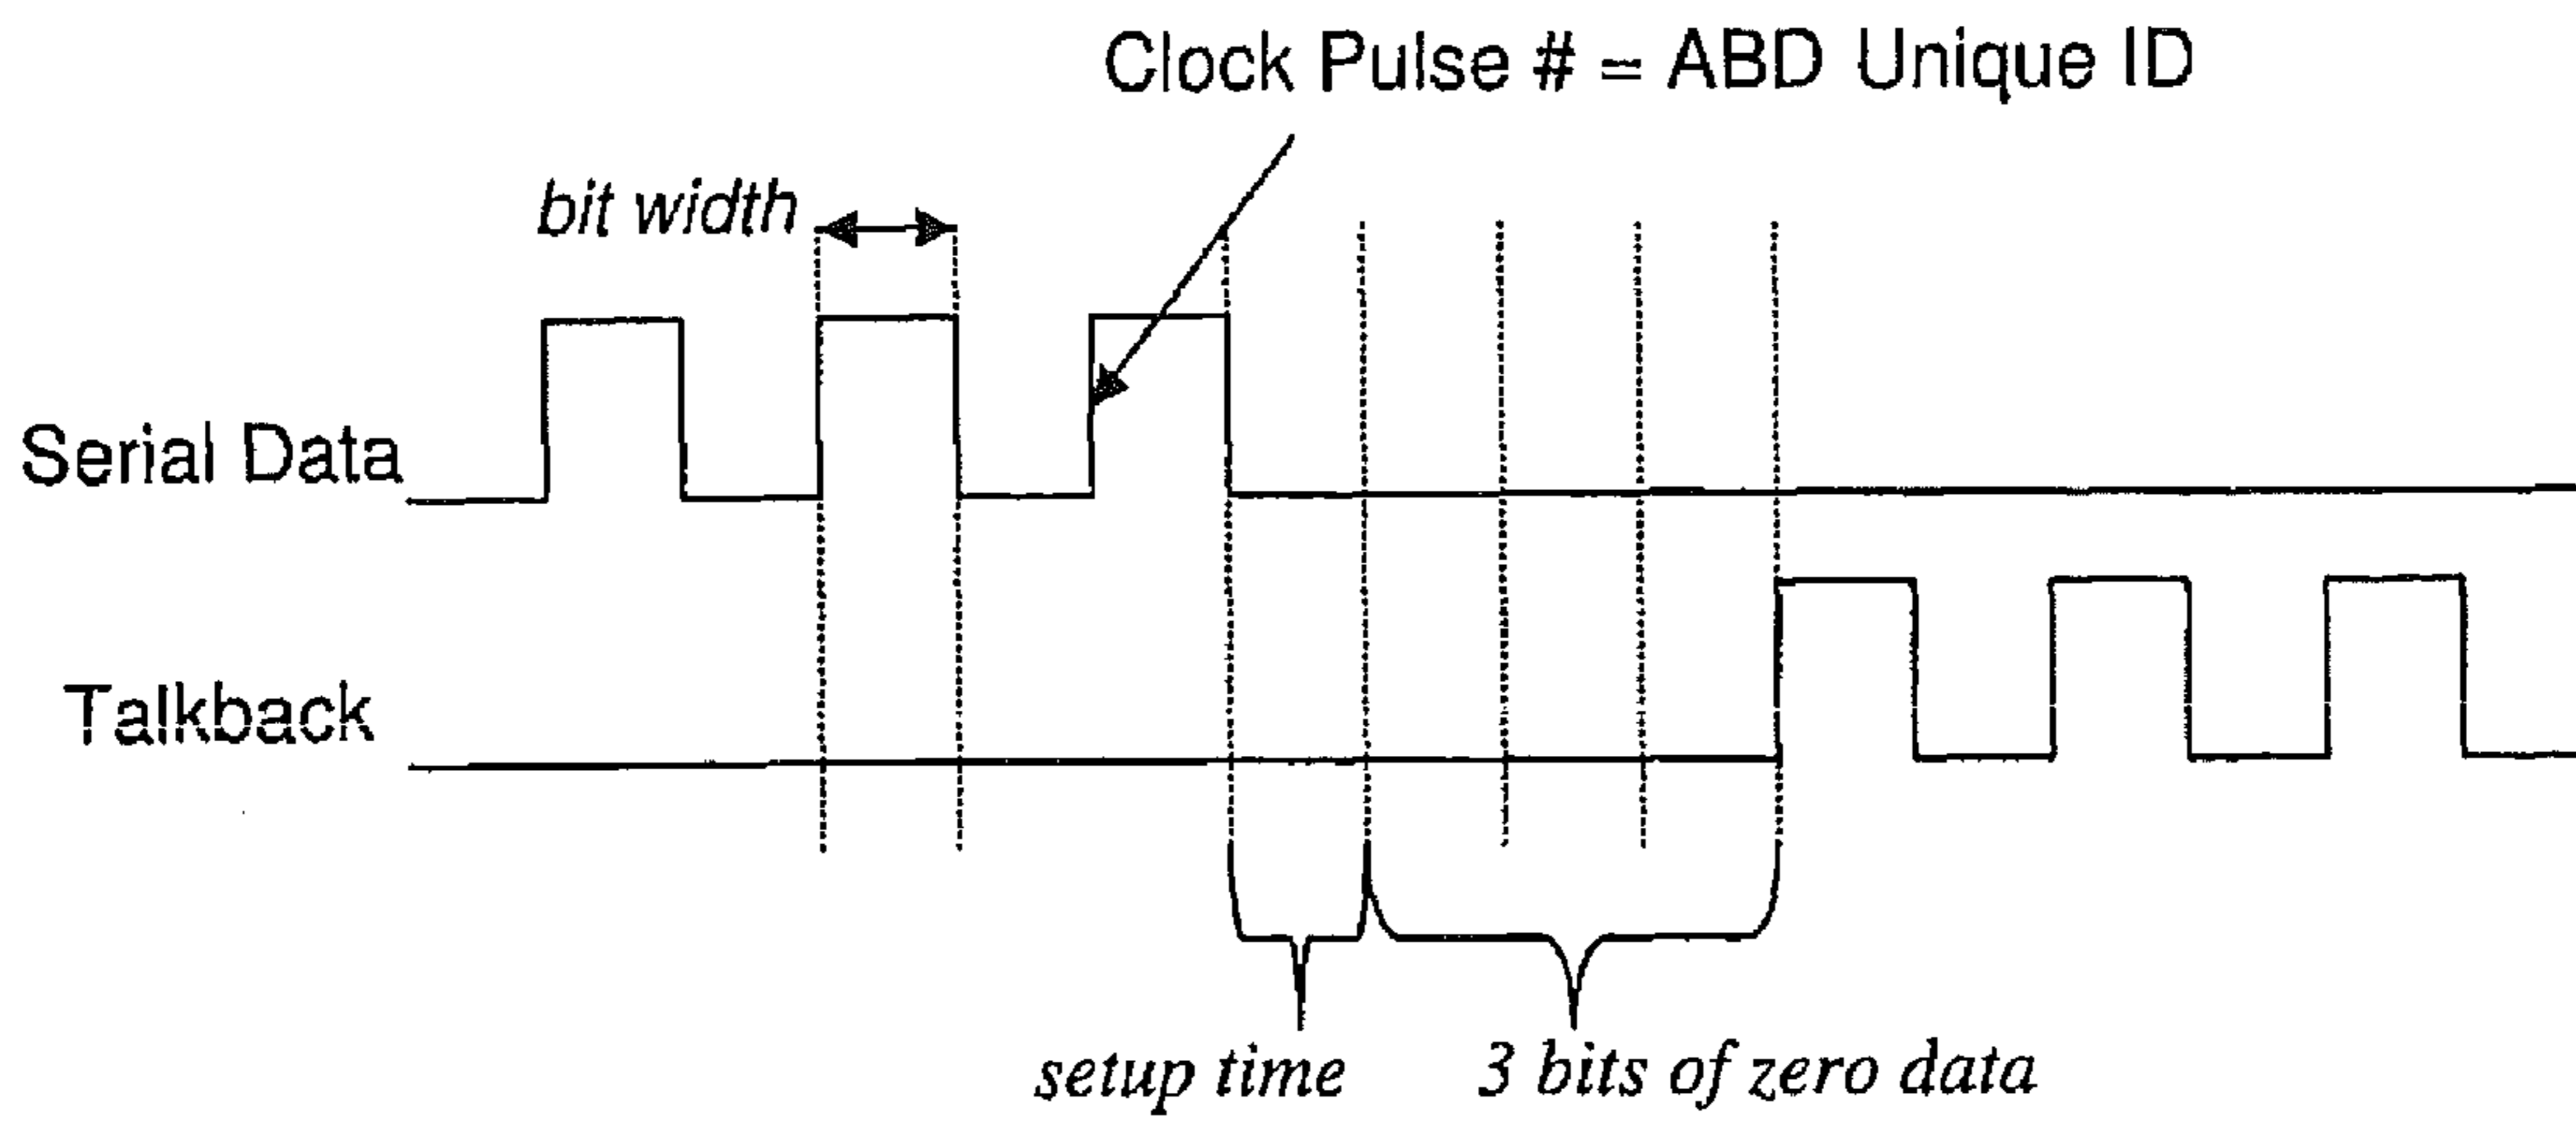 Clock Pulse # = ABD Unique ID
bit width
Serial Data
Talkback
setup time
3 bits of zero data